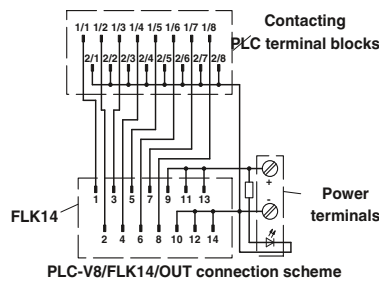 Contacting
1/1 1/2 1/3 1/4 1/5 1/6 1/7 1/8
PLC terminal blocks
2/1 2/2 2/3 2/4 2/5 2/6 2/7 2/8
1 3 5 7 9 11 13
+
FLK14
-
Power
terminals
2 4 6 8 10 12 14
PLC-V8/FLK14/OUT connection scheme